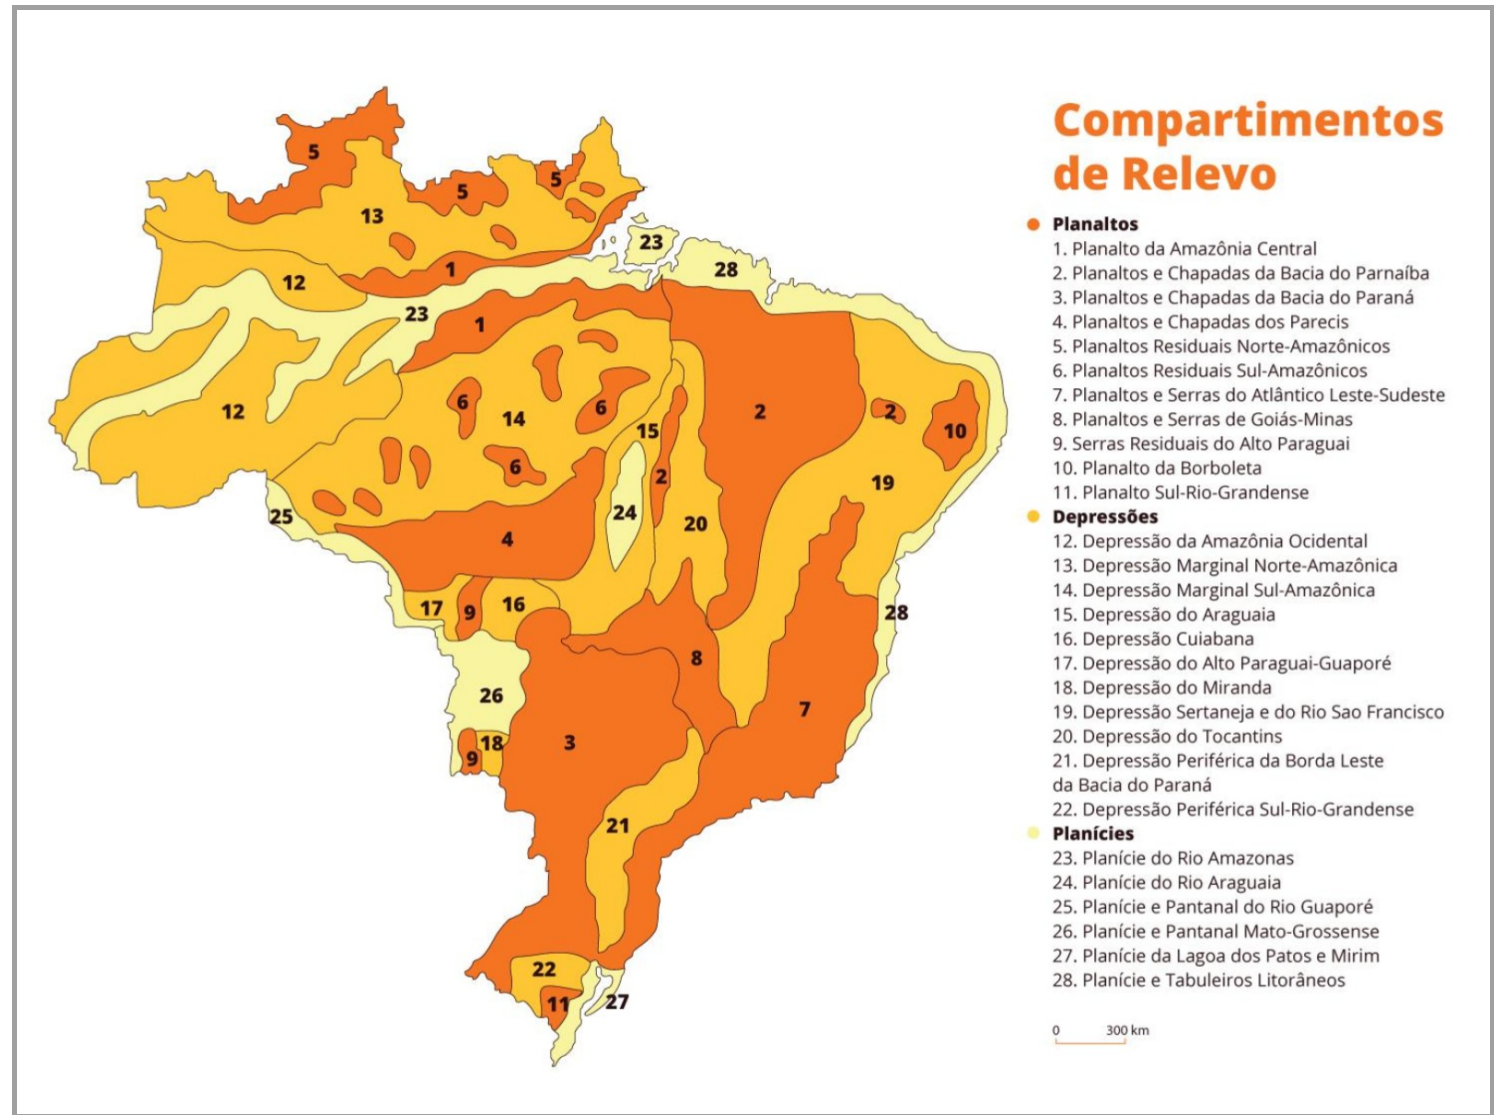 Compartimentos
de Relevo
Planaltos
1. Planalto da Amazônia Central
2. Planaltos e Chapadas da Bacia do Parnaíba
3. Planaltos e Chapadas da Bacia do Paraná
4. Planaltos e Chapadas dos Parecis
5. Planaltos Residuais Norte-Amazônicos
6. Planaltos Residuais Sul-Amazônicos
7. Planaltos e Serras do Atlântico Leste-Sudeste
8. Planaltos e Serras de Goiás-Minas
9. Serras Residuais do Alto Paraguai
10. Planalto da Borboleta
11. Planalto Sul-Rio-Grandense
Depressões
12. Depressão da Amazônia Ocidental
13. Depressão Marginal Norte-Amazônica
14. Depressão Marginal Sul-Amazônica
15. Depressão do Araguaia
16. Depressão Cuiabana
17. Depressão do Alto Paraguai-Guaporé
18. Depressão do Miranda
19. Depressão Sertaneja e do Rio Sao Francisco
20. Depressão do Tocantins
21. Depressão Periférica da Borda Leste
da Bacia do Paraná
22. Depressão Periférica Sul-Rio-Grandense
Planícies
23. Planície do Rio Amazonas
24. Planície do Rio Araguaia
25. Planície e Pantanal do Rio Guaporé
26. Planície e Pantanal Mato-Grossense
27. Planície da Lagoa dos Patos e Mirim
28. Planície e Tabuleiros Litorâneos
0 300 km
5
5
5
13
23
28
1
12
23
1
6
6
14
12
2
2
10
15
6
2
19
24
25
20
4
17
9
16
28
8
26
7
18
3
9
21
22
11
27